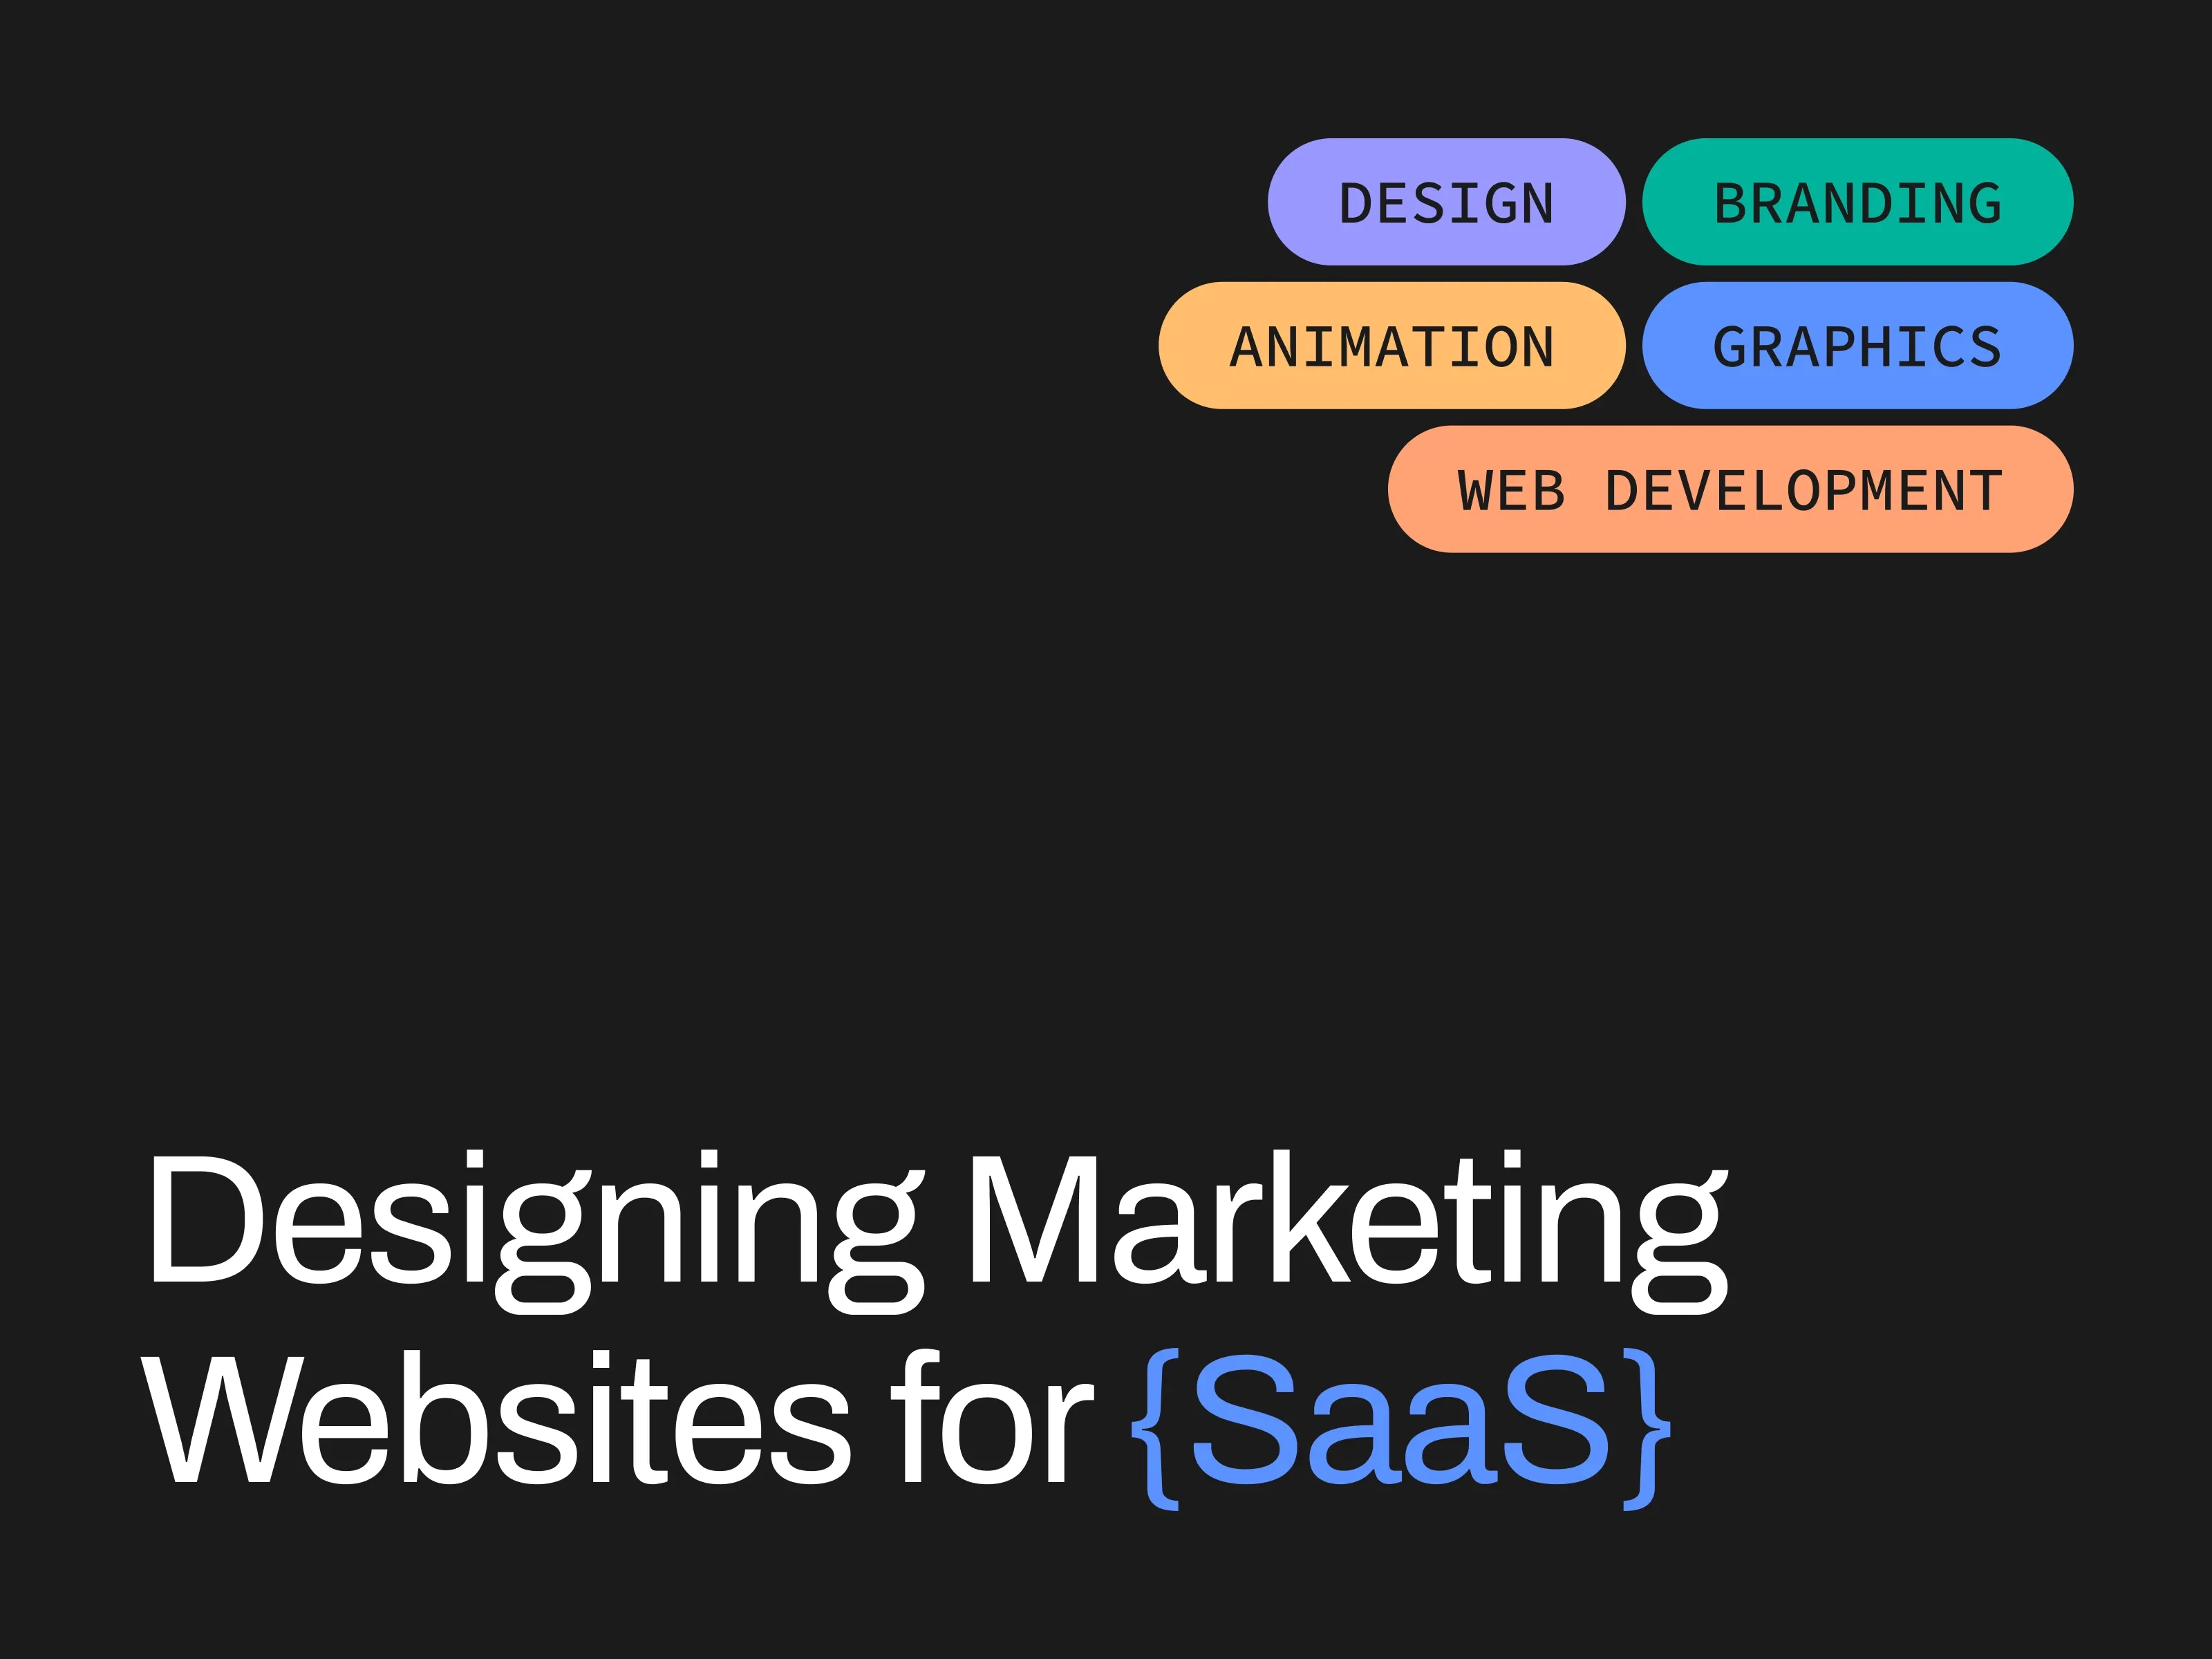 DESIGN BRANDING
ANIMATION GRAPHICS
WEB DEVELOPMENT
Designing Marketing
Websites for {SaaS}